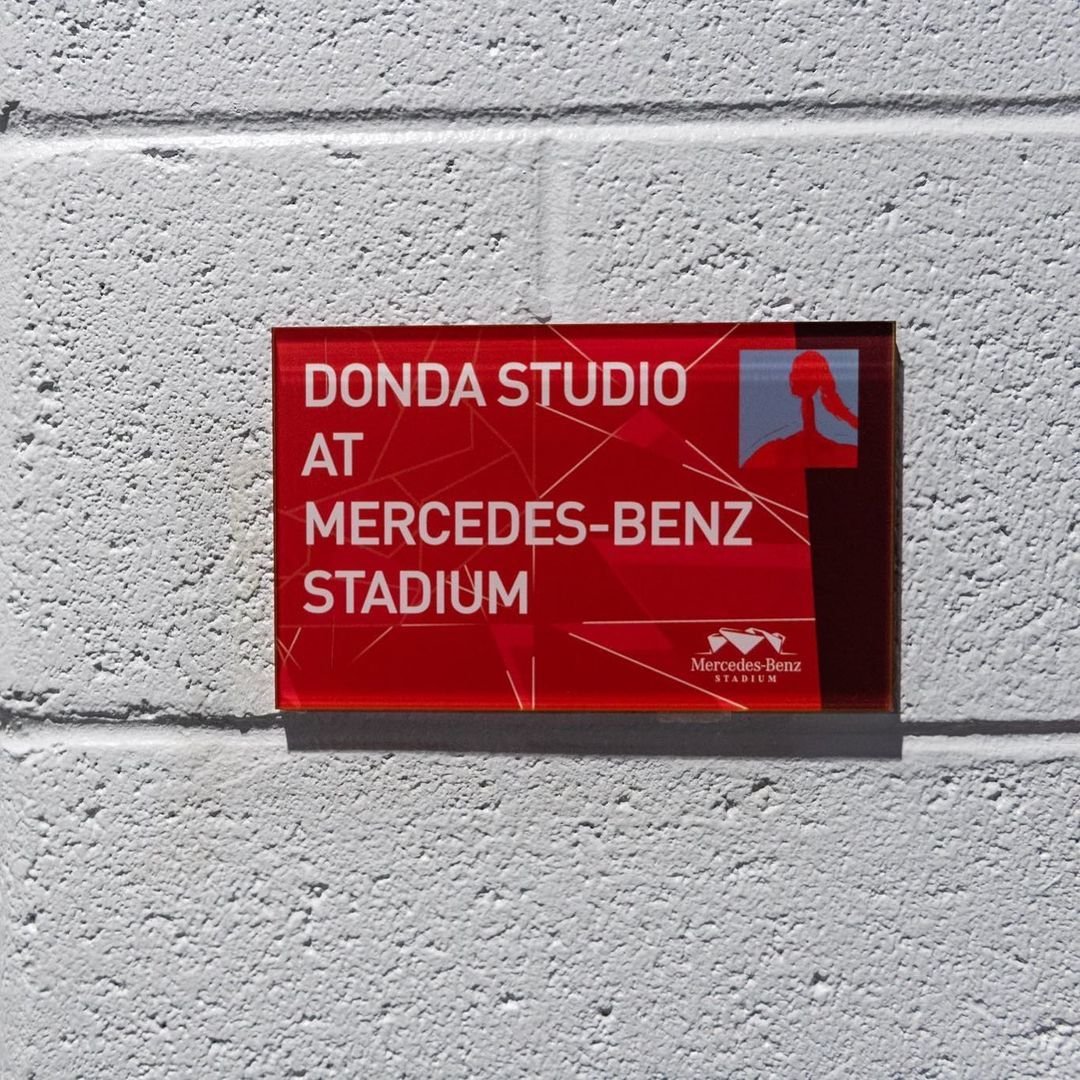 DONDA STUDIO
AT
MERCEDES-BENZ
STADIUM
Mercedes-Benz
STADIUM